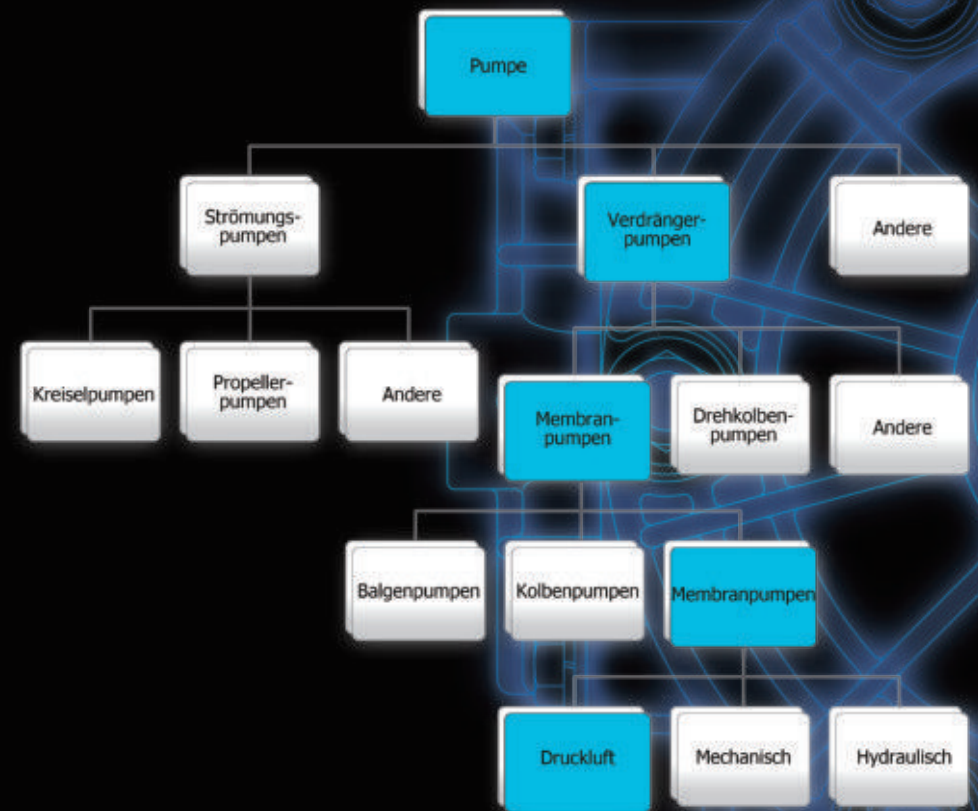 Pumpe
Strömungs-
pumpen
Verdränger-
pumpen
Andere
Kreiselpumpen
Propeller-
pumpen
Andere
Membran-
pumpen
Drehkolben-
pumpen
Andere
Balgenpumpen
Kolbenpumpen
Membranpumpen
Druckluft
Mechanisch
Hydraulisch